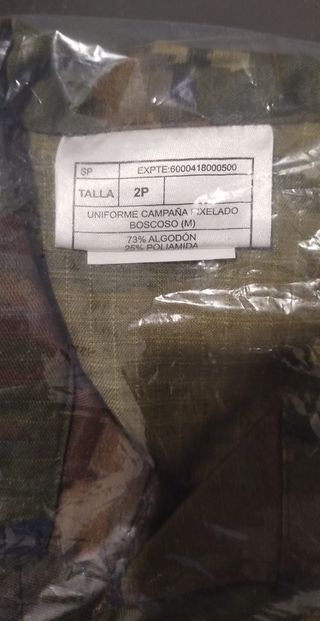 SP EXPTE:6000418000500
TALLA 2P
UNIFORME CAMPAÑA PIXELADO
BOSCOSO (M)
73% ALGODÓN
25% POLIAMIDA